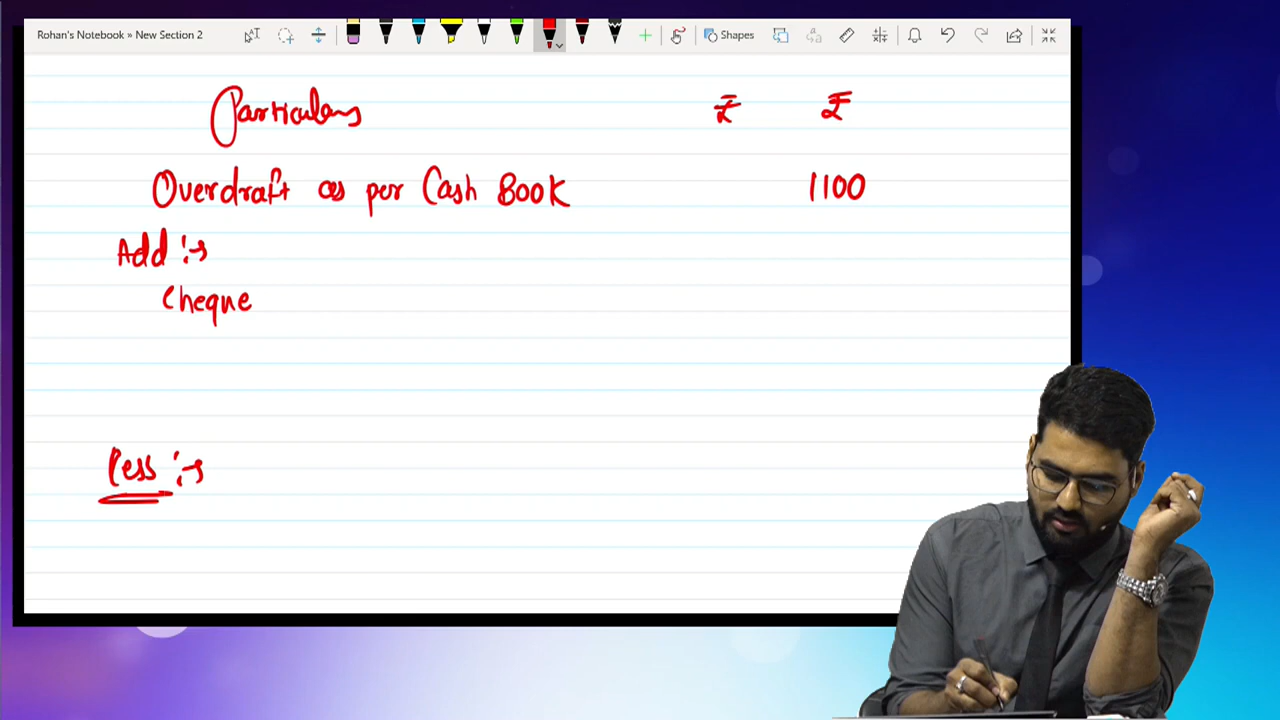 Rohan's Notebook » New Section 2
Shapes
Particulars ₹ ₹
Overdraft as per Cash Book 1100
Add :-
Cheque
Less :-